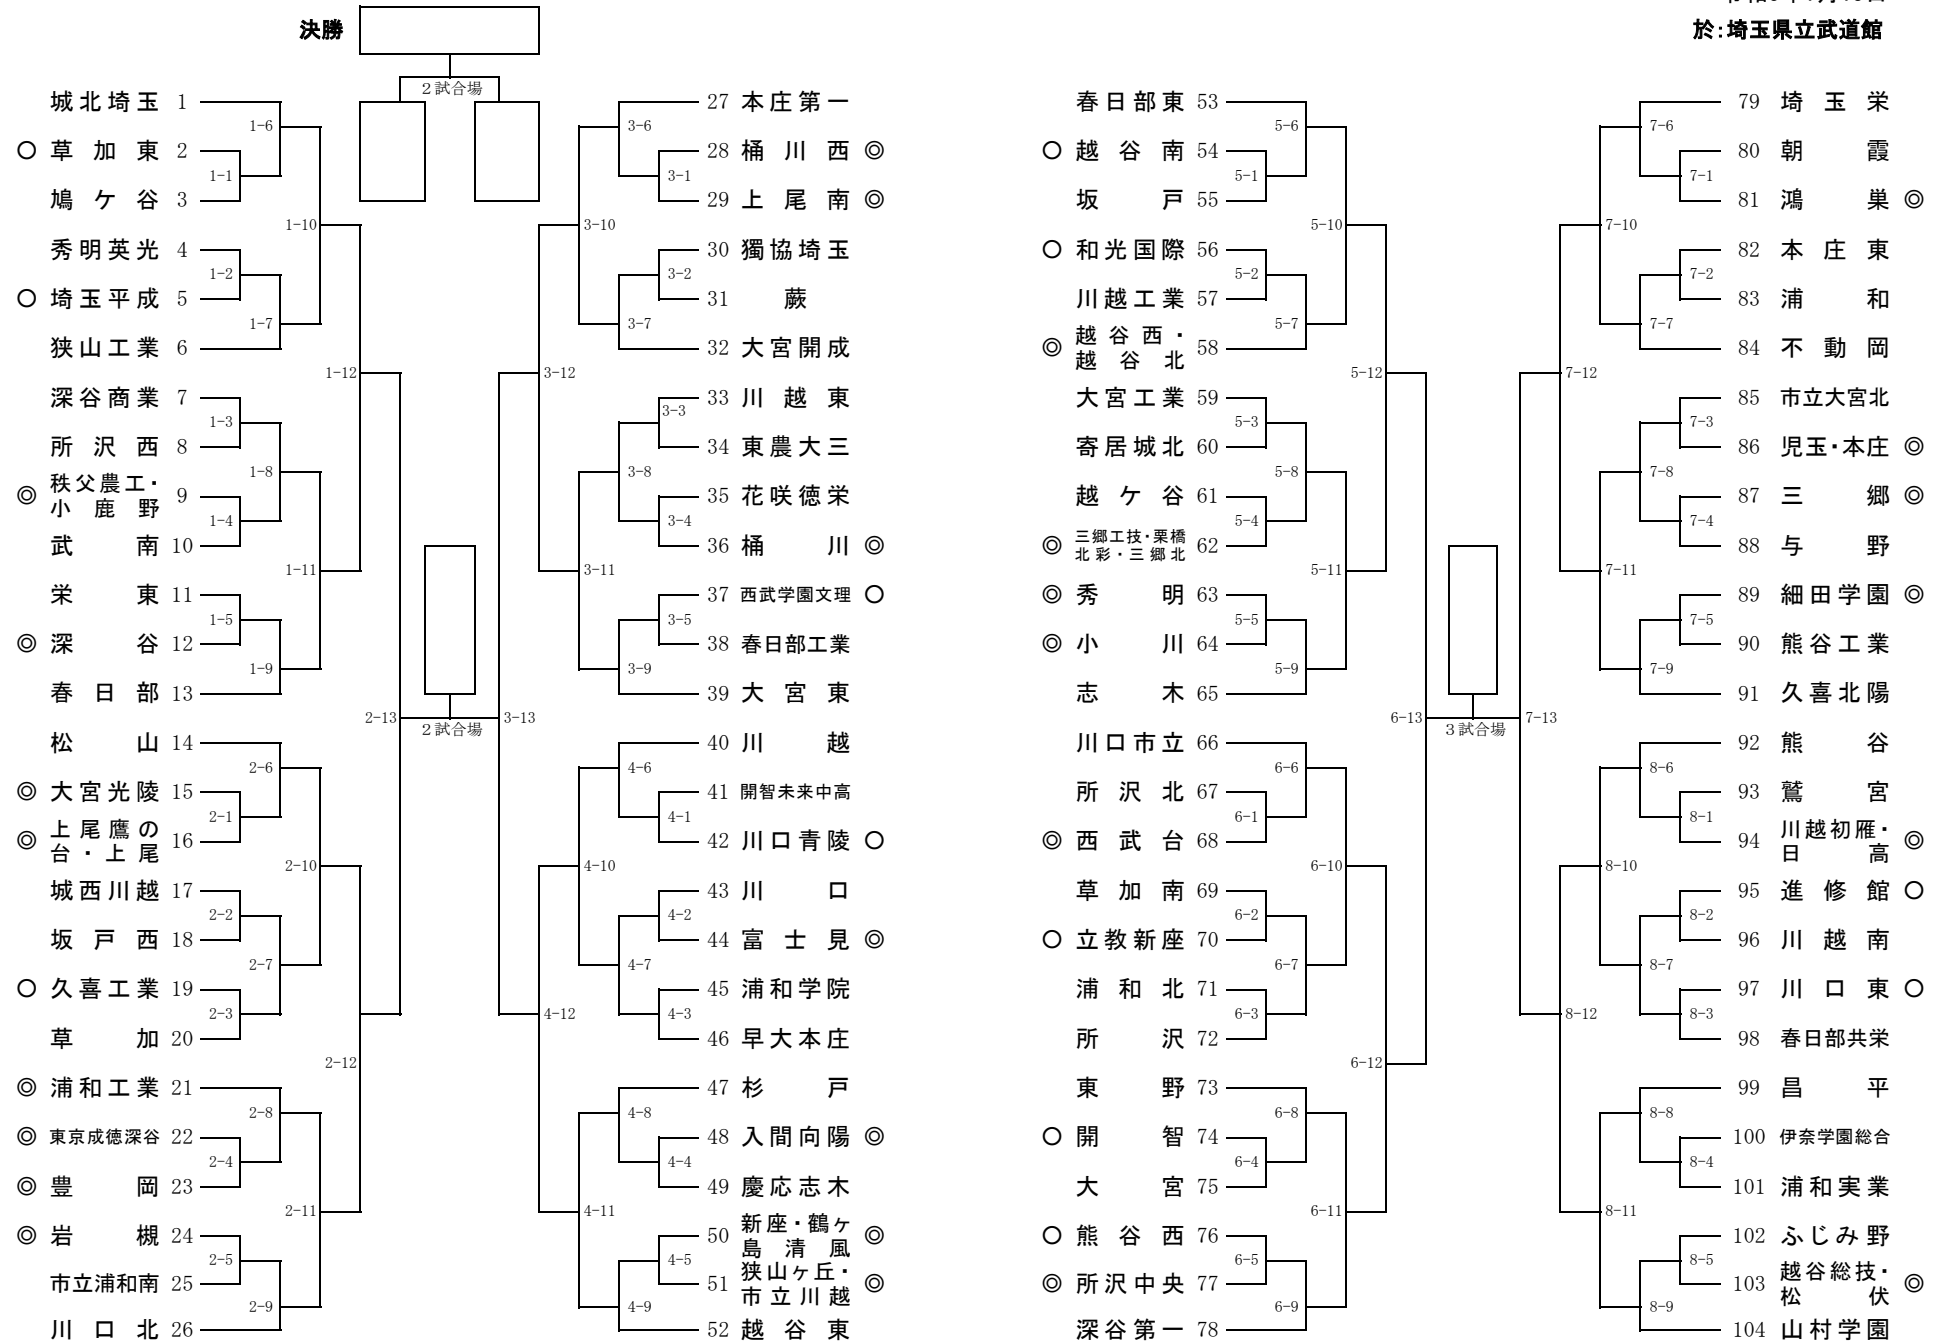 決勝
於:埼玉県立武道館
2試合場
城北埼玉 1
○ 草加東 2
鳩ケ谷 3
秀明英光 4
○ 埼玉平成 5
狭山工業 6
深谷商業 7
所沢西 8
◎ 秩父農工・
小鹿野 9
武南 10
栄東 11
◎ 深谷 12
春日部 13
松山 14
◎ 大宮光陵 15
◎ 上尾鷹の
台・上尾 16
城西川越 17
坂戸西 18
○ 久喜工業 19
草加 20
◎ 浦和工業 21
◎ 東京成徳深谷 22
◎ 豊岡 23
◎ 岩槻 24
市立浦和南 25
川口北 26
1-6
1-1
1-10
1-2
1-7
1-12
1-3
1-8
1-4
1-11
1-5
1-9
2-13
2-6
2-1
2-10
2-2
2-7
2-3
2-12
2-8
2-4
2-11
2-5
2-9
2試合場
27 本庄第一
28 桶川西 ◎
29 上尾南 ◎
30 獨協埼玉
31 蕨
32 大宮開成
33 川越東
34 東農大三
35 花咲徳栄
36 桶川 ◎
37 西武学園文理 ○
38 春日部工業
39 大宮東
40 川越
41 開智未来中高
42 川口青陵 ○
43 川口
44 富士見 ◎
45 浦和学院
46 早大本庄
47 杉戸
48 入間向陽 ◎
49 慶応志木
50 新座・鶴ヶ
島清風 ◎
51 狭山ヶ丘・
市立川越 ◎
52 越谷東
3-6
3-1
3-10
3-2
3-7
3-12
3-3
3-8
3-4
3-11
3-5
3-9
3-13
4-6
4-1
4-10
4-2
4-7
4-3
4-12
4-8
4-4
4-11
4-5
4-9
春日部東 53
○ 越谷南 54
坂戸 55
○ 和光国際 56
川越工業 57
◎ 越谷西・
越谷北 58
大宮工業 59
寄居城北 60
越ケ谷 61
◎ 三郷工技・栗橋
北彩・三郷北 62
◎ 秀明 63
◎ 小川 64
志木 65
川口市立 66
所沢北 67
◎ 西武台 68
草加南 69
○ 立教新座 70
浦和北 71
所沢 72
東野 73
○ 開智 74
大宮 75
○ 熊谷西 76
◎ 所沢中央 77
深谷第一 78
5-6
5-1
5-10
5-2
5-7
5-12
5-3
5-8
5-4
5-11
5-5
5-9
6-13
6-6
6-1
6-10
6-2
6-7
6-3
6-12
6-8
6-4
6-11
6-5
6-9
3試合場
79 埼玉栄
80 朝霞
81 鴻巣 ◎
82 本庄東
83 浦和
84 不動岡
85 市立大宮北
86 児玉・本庄 ◎
87 三郷 ◎
88 与野
89 細田学園 ◎
90 熊谷工業
91 久喜北陽
92 熊谷
93 鷲宮
94 川越初雁・
日高 ◎
95 進修館 ○
96 川越南
97 川口東 ○
98 春日部共栄
99 昌平
100 伊奈学園総合
101 浦和実業
102 ふじみ野
103 越谷総技・
松伏 ◎
104 山村学園
7-6
7-1
7-10
7-2
7-7
7-12
7-3
7-8
7-4
7-11
7-5
7-9
7-13
8-6
8-1
8-10
8-2
8-7
8-3
8-12
8-8
8-4
8-11
8-5
8-9